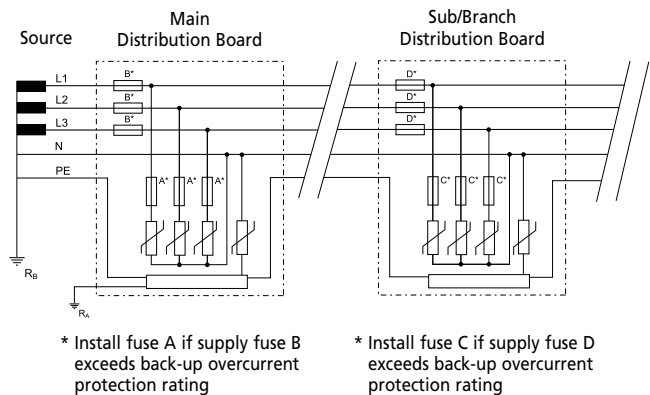 Source
Main
Distribution Board
Sub/Branch
Distribution Board
L1
B*
D*
L2
B*
D*
L3
B*
D*
N
PE
A*
A*
A*
C*
C*
C*
RB
RA
* Install fuse A if supply fuse B
exceeds back-up overcurrent
protection rating
* Install fuse C if supply fuse D
exceeds back-up overcurrent
protection rating